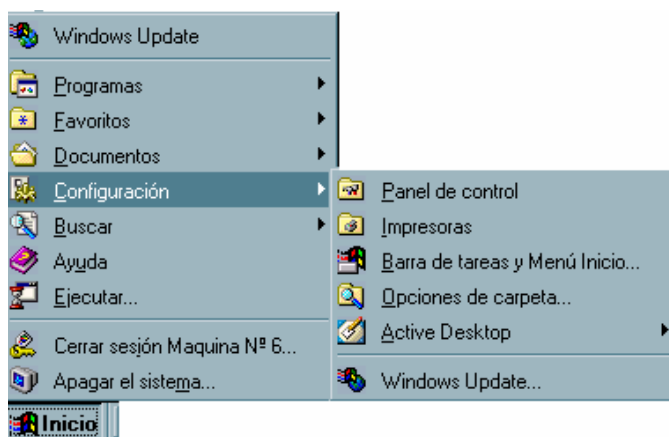 Windows Update
Programas
Favoritos
Documentos
Configuración
Buscar
Ayuda
Ejecutar...
Cerrar sesión Maquina Nº 6...
Apagar el sistema...
Inicio
Panel de control
Impresoras
Barra de tareas y Menú Inicio...
Opciones de carpeta...
Active Desktop
Windows Update...